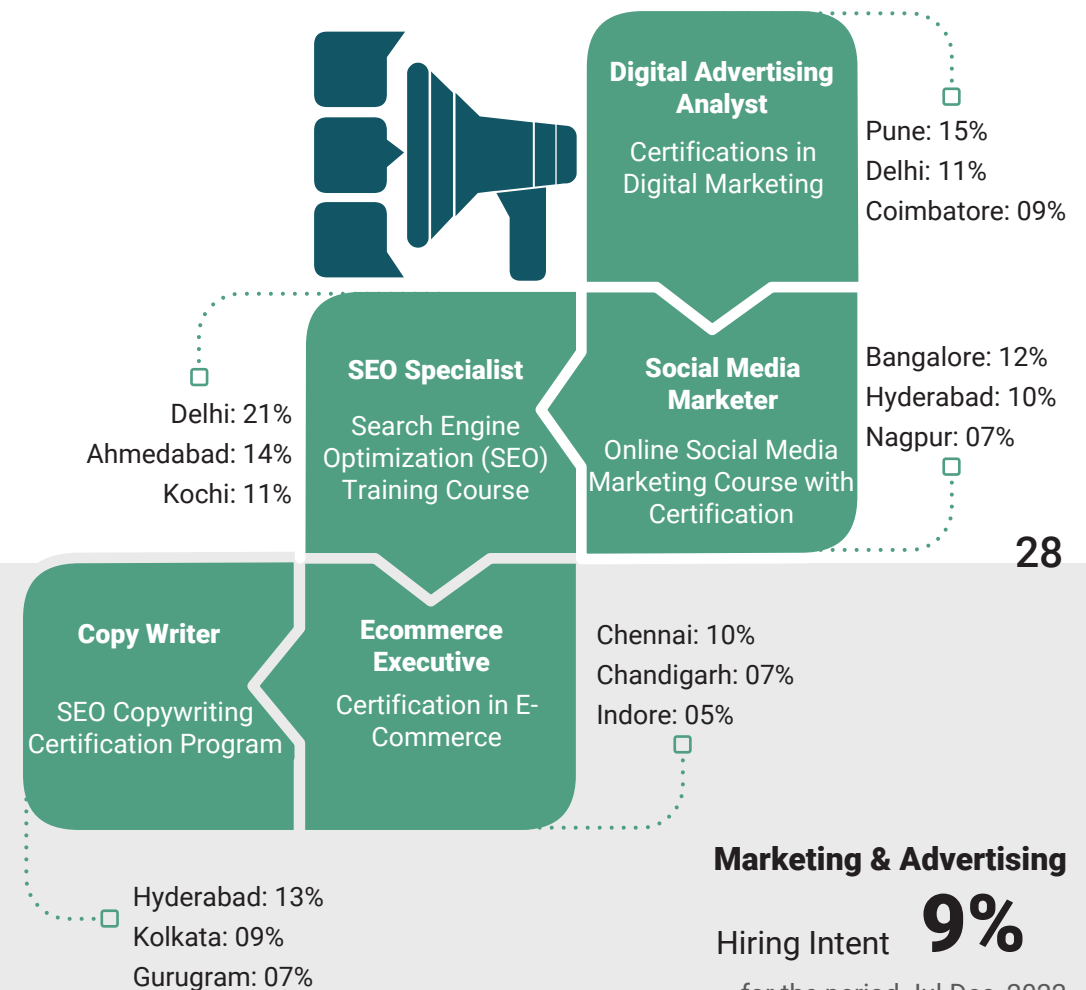 Digital Advertising
Analyst
Certifications in
Digital Marketing
Pune: 15%
Delhi: 11%
Coimbatore: 09%
SEO Specialist
Search Engine
Optimization (SEO)
Training Course
Delhi: 21%
Ahmedabad: 14%
Kochi: 11%
Social Media
Marketer
Online Social Media
Marketing Course with
Certification
Bangalore: 12%
Hyderabad: 10%
Nagpur: 07%
28
Copy Writer
SEO Copywriting
Certification Program
Ecommerce
Executive
Certification in E-
Commerce
Chennai: 10%
Chandigarh: 07%
Indore: 05%
Hyderabad: 13%
Kolkata: 09%
Gurugram: 07%
Marketing & Advertising
Hiring Intent 9%
for the period